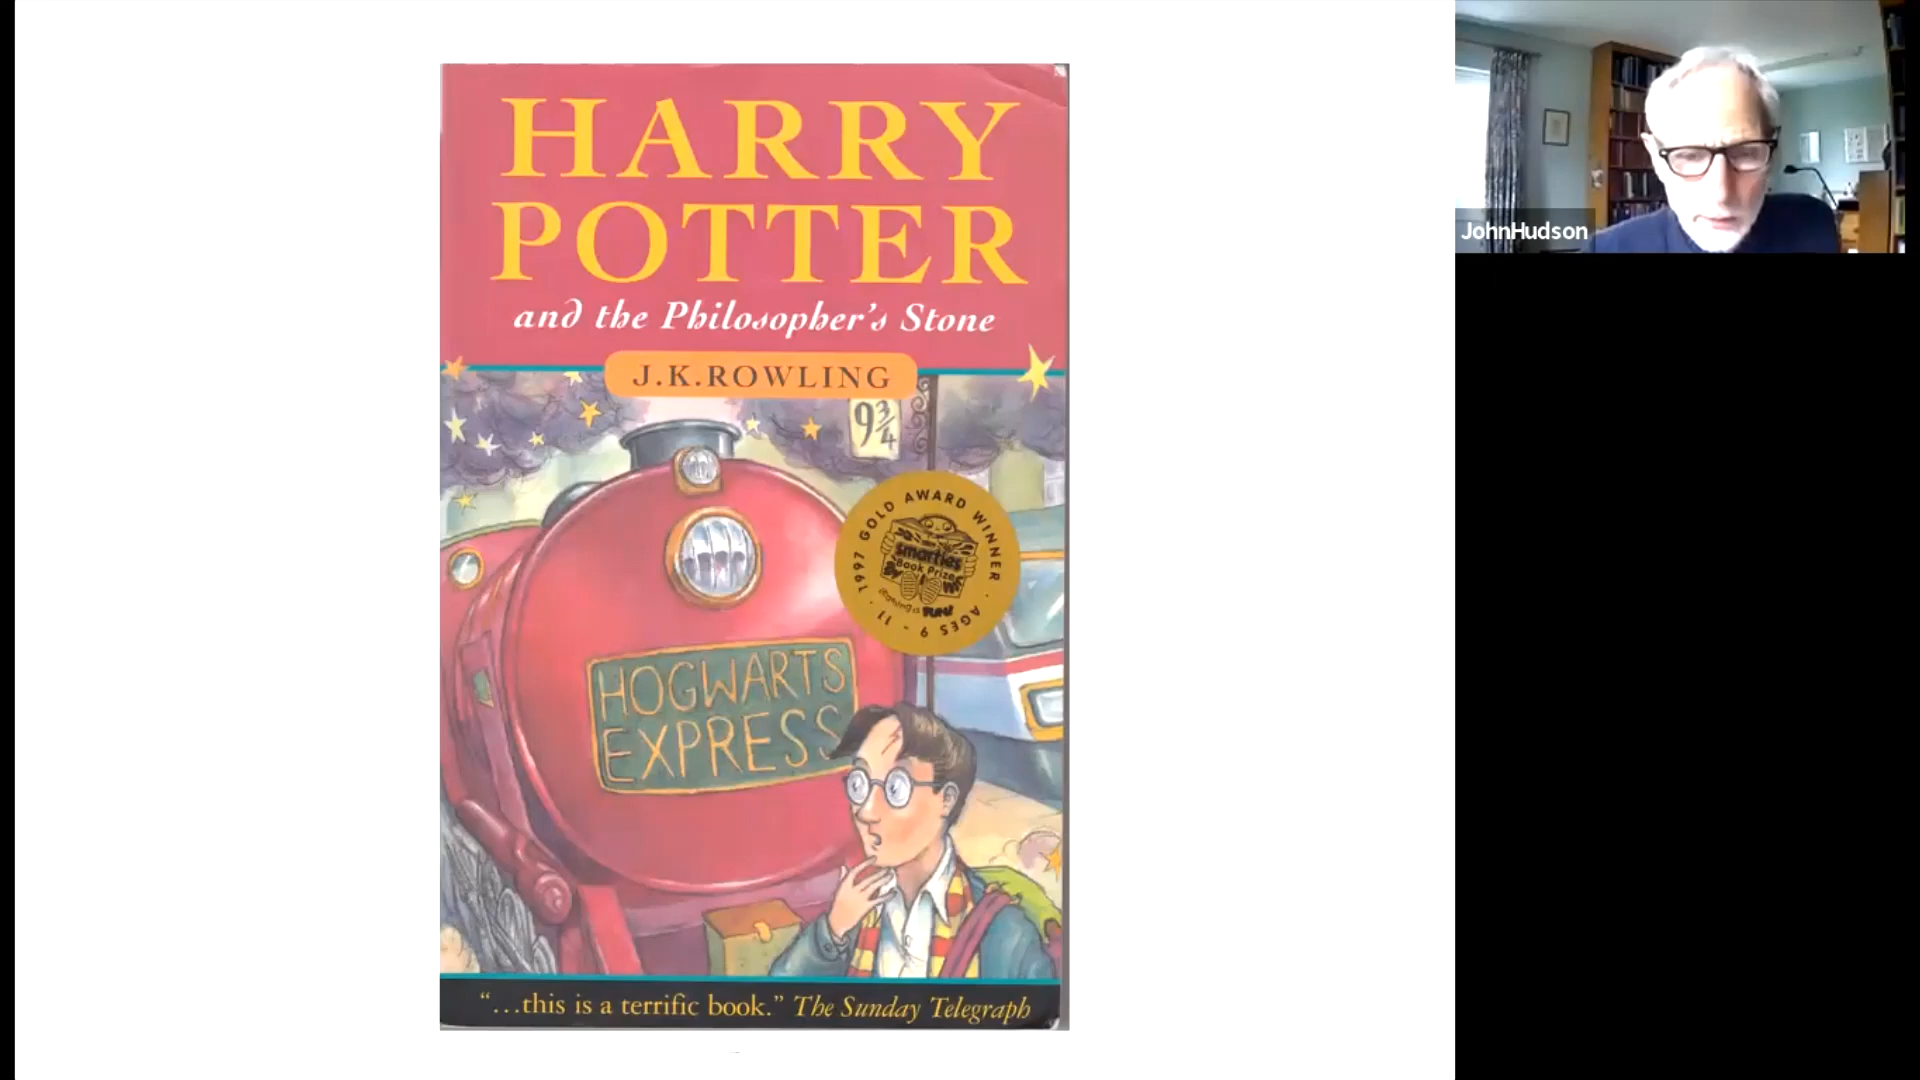 HARRY
POTTER
and the Philosopher's Stone
J.K.ROWLING
9¾
1997 GOLD AWARD WINNER · AGES 9 - 11 ·
smarties
Book Prize
HOGWARTS
EXPRESS
“...this is a terrific book.” The Sunday Telegraph
JohnHudson